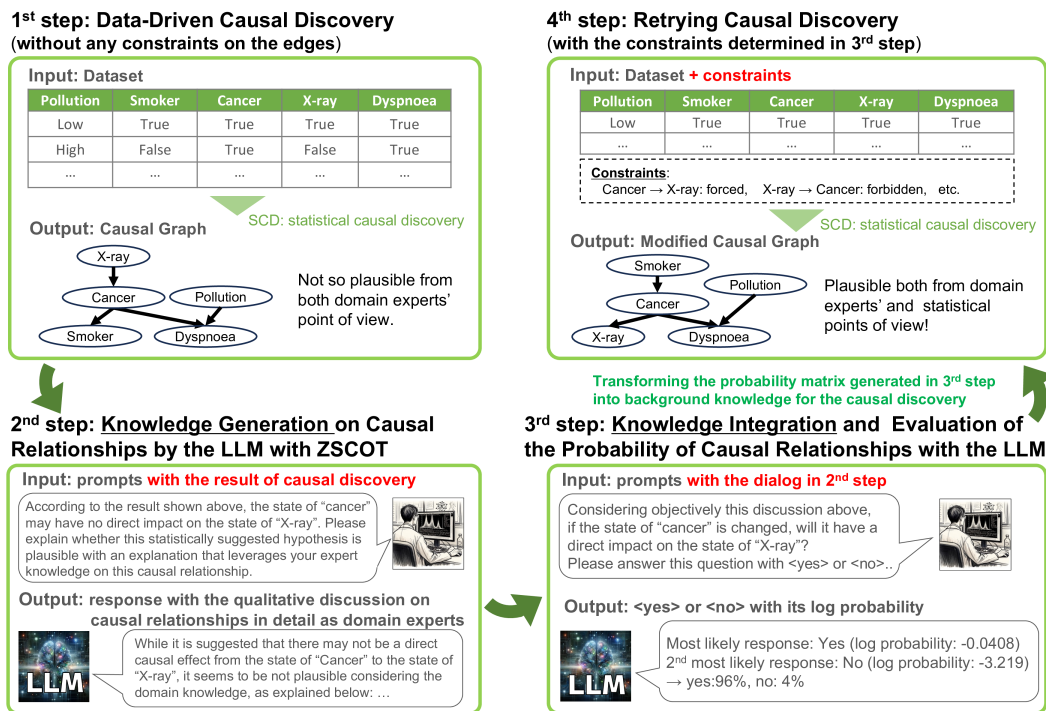 1st step: Data-Driven Causal Discovery
(without any constraints on the edges)
Input: Dataset
Pollution Smoker Cancer X-ray Dyspnoea
Low True True True True
High False True False True
... ... ... ... ...
SCD: statistical causal discovery
Output: Causal Graph
X-ray
Cancer
Pollution
Smoker
Dyspnoea
Not so plausible from
both domain experts'
point of view.
4th step: Retrying Causal Discovery
(with the constraints determined in 3rd step)
Input: Dataset + constraints
Pollution Smoker Cancer X-ray Dyspnoea
Low True True True True
... ... ... ... ...
Constraints:
Cancer → X-ray: forced, X-ray → Cancer: forbidden, etc.
SCD: statistical causal discovery
Output: Modified Causal Graph
Smoker
Pollution
Cancer
X-ray
Dyspnoea
Plausible both from domain
experts' and statistical
points of view!
Transforming the probability matrix generated in 3rd step
into background knowledge for the causal discovery
2nd step: Knowledge Generation on Causal
Relationships by the LLM with ZSCOT
Input: prompts with the result of causal discovery
According to the result shown above, the state of "cancer"
may have no direct impact on the state of "X-ray". Please
explain whether this statistically suggested hypothesis is
plausible with an explanation that leverages your expert
knowledge on this causal relationship.
Output: response with the qualitative discussion on
causal relationships in detail as domain experts
LLM
While it is suggested that there may not be a direct
causal effect from the state of "Cancer" to the state of
"X-ray", it seems to be not plausible considering the
domain knowledge, as explained below: …
3rd step: Knowledge Integration and Evaluation of
the Probability of Causal Relationships with the LLM
Input: prompts with the dialog in 2nd step
Considering objectively this discussion above,
if the state of "cancer" is changed, will it have a
direct impact on the state of "X-ray"?
Please answer this question with <yes> or <no>..
Output: <yes> or <no> with its log probability
LLM
Most likely response: Yes (log probability: -0.0408)
2nd most likely response: No (log probability: -3.219)
→ yes:96%, no: 4%